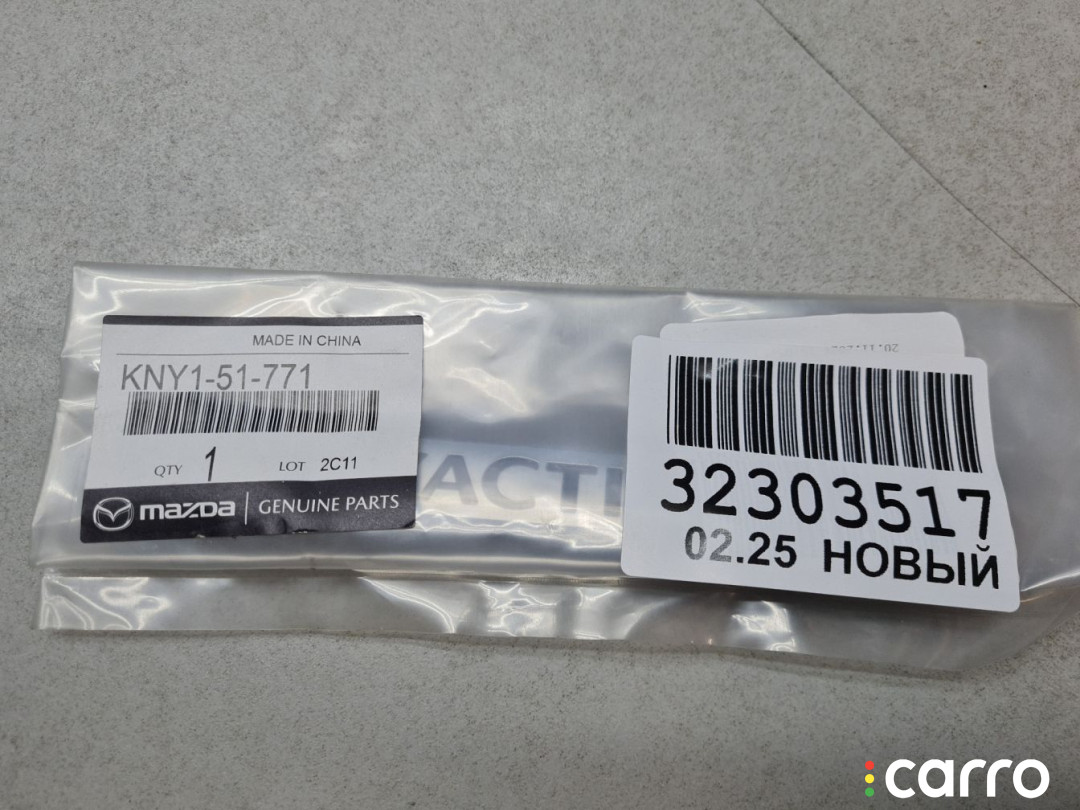 MADE IN CHINA
KNY1-51-771
QTY 1 LOT 2C11
mazda GENUINE PARTS
32303517
02.25 НОВЫЙ
carro